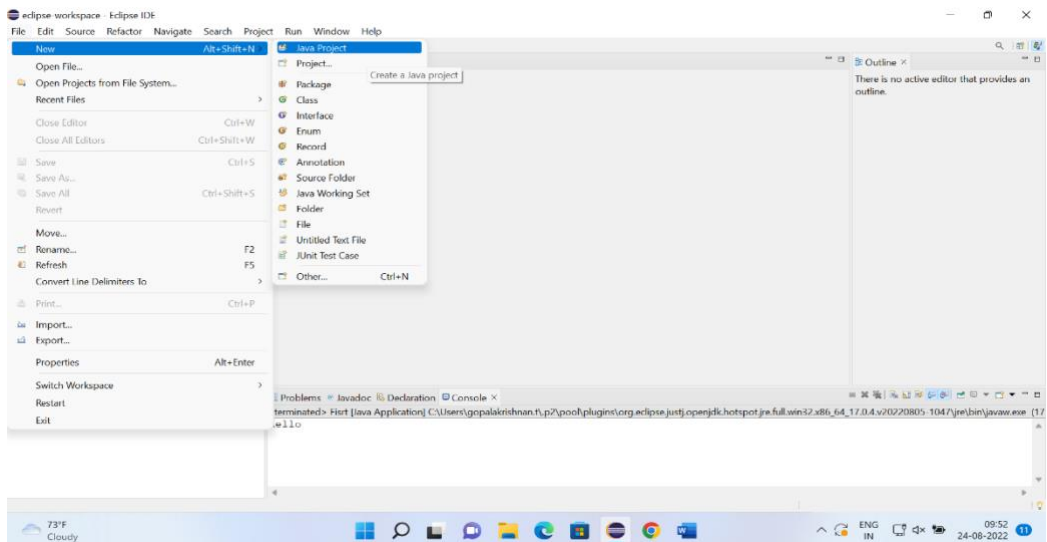 eclipse-workspace - Eclipse IDE
File Edit Source Refactor Navigate Search Project Run Window Help
New Alt+Shift+N >
Open File...
Open Projects from File System...
Recent Files >
Close Editor Ctrl+W
Close All Editors Ctrl+Shift+W
Save Ctrl+S
Save As...
Save All Ctrl+Shift+S
Revert
Move...
Rename... F2
Refresh F5
Convert Line Delimiters To >
Print... Ctrl+P
Import...
Export...
Properties Alt+Enter
Switch Workspace >
Restart
Exit
Java Project
Project...
Create a Java project
Package
Class
Interface
Enum
Record
Annotation
Source Folder
Java Working Set
Folder
File
Untitled Text File
JUnit Test Case
Other... Ctrl+N
Outline ×
There is no active editor that provides an
outline.
Problems Javadoc Declaration Console ×
terminated> Fisrt [Java Application] C:\Users\gopalakrishnan.t\.p2\pool\plugins\org.eclipse.justj.openjdk.hotspot.jre.full.win32.x86_64_17.0.4.v20220805-1047\jre\bin\javaw.exe (17
ello
73°F
Cloudy
ENG
IN
09:52
24-08-2022
11